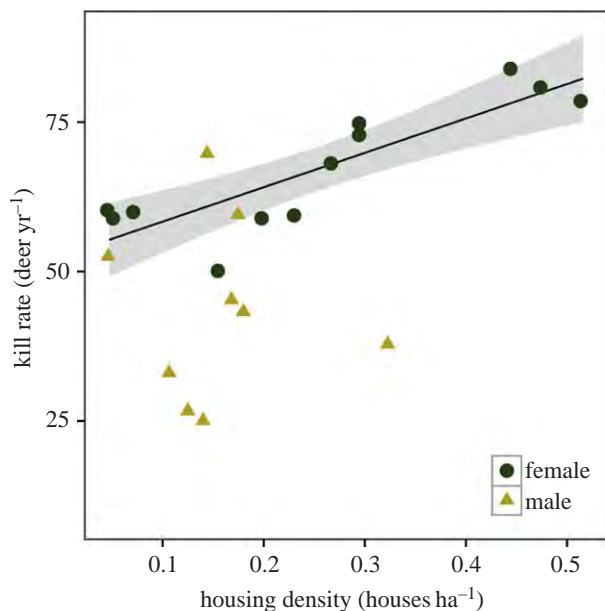 75
50
25
kill rate (deer yr⁻¹)
female
male
0.1 0.2 0.3 0.4 0.5
housing density (houses ha⁻¹)